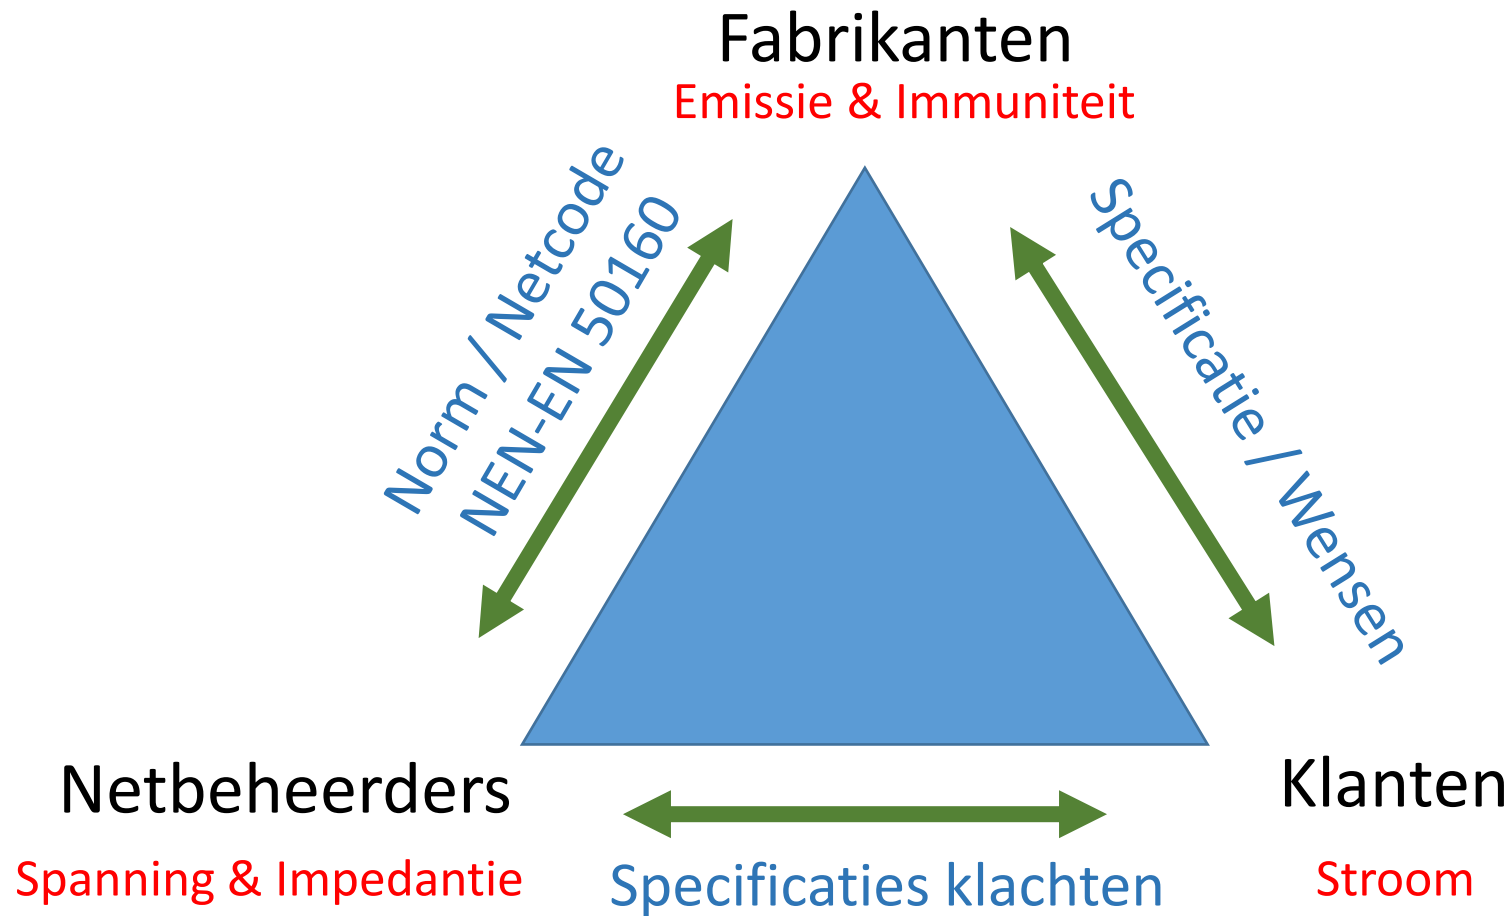 Fabrikanten
Emissie & Immuniteit
Norm / Netcode
NEN-EN 50160
Specificatie / Wensen
Netbeheerders
Spanning & Impedantie
Specificaties klachten
Klanten
Stroom